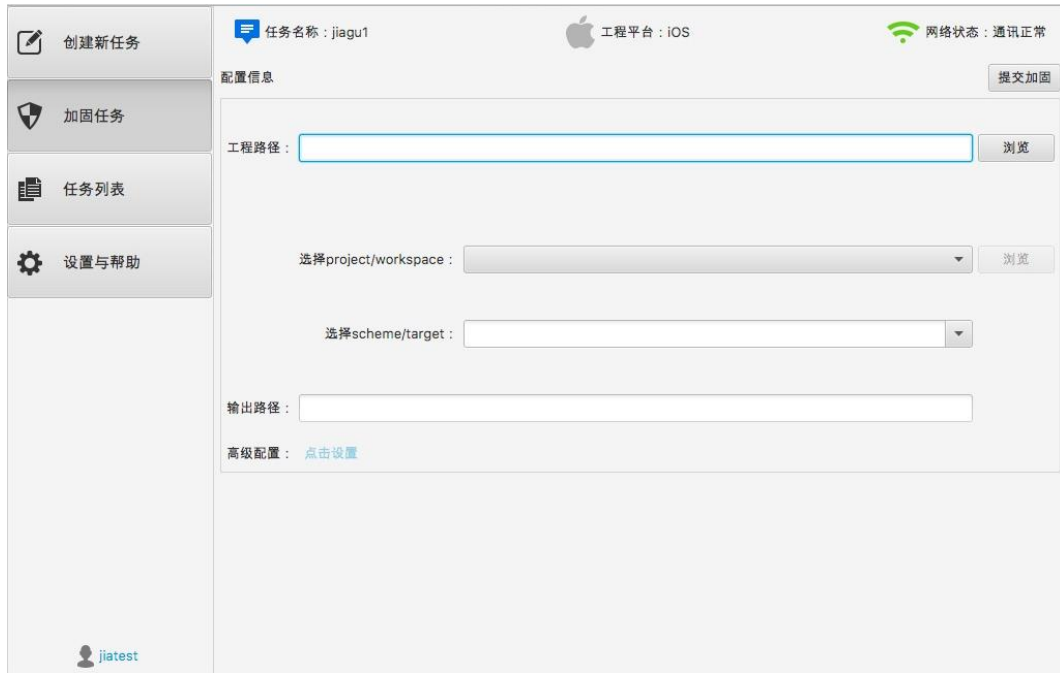 创建新任务
加固任务
任务列表
设置与帮助
jiatest
任务名称：jiagu1
工程平台：iOS
网络状态：通讯正常
配置信息
提交加固
工程路径：
浏览
选择project/workspace：
浏览
选择scheme/target：
输出路径：
高级配置：
点击设置